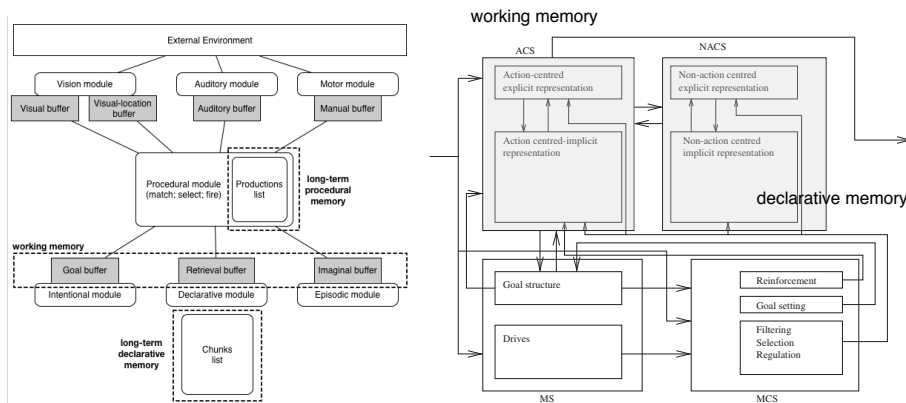 External Environment
Vision module
Auditory module
Motor module
Visual buffer
Visual-location
buffer
Auditory buffer
Manual buffer
Procedural module
(match; select; fire)
Productions
list
long-term
procedural
memory
working memory
Goal buffer
Retrieval buffer
Imaginal buffer
Intentional module
Declarative module
Episodic module
long-term
declarative
memory
Chunks
list
working memory
ACS
NACS
Action-centred
explicit representation
Non-action centred
explicit representation
Action centred-implicit
representation
Non-action centred
implicit representation
declarative memory
Goal structure
Reinforcement
Goal setting
Drives
Filtering
Selection
Regulation
MS
MCS